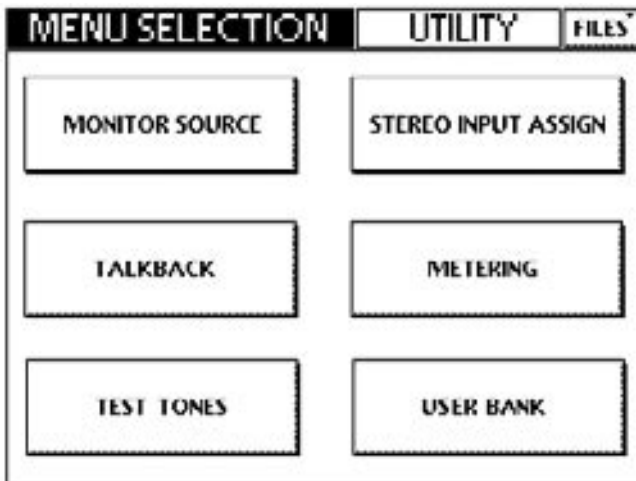 MENU SELECTION UTILITY FILES
MONITOR SOURCE STEREO INPUT ASSIGN
TALKBACK METERING
TEST TONES USER BANK